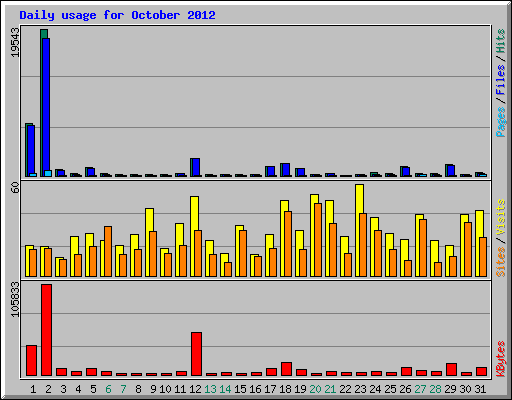 Daily usage for October 2012
19543
Pages / Files / Hits
60
Sites / Visits
105833
KBytes
1 2 3 4 5 6 7 8 9 10 11 12 13 14 15 16 17 18 19 20 21 22 23 24 25 26 27 28 29 30 31